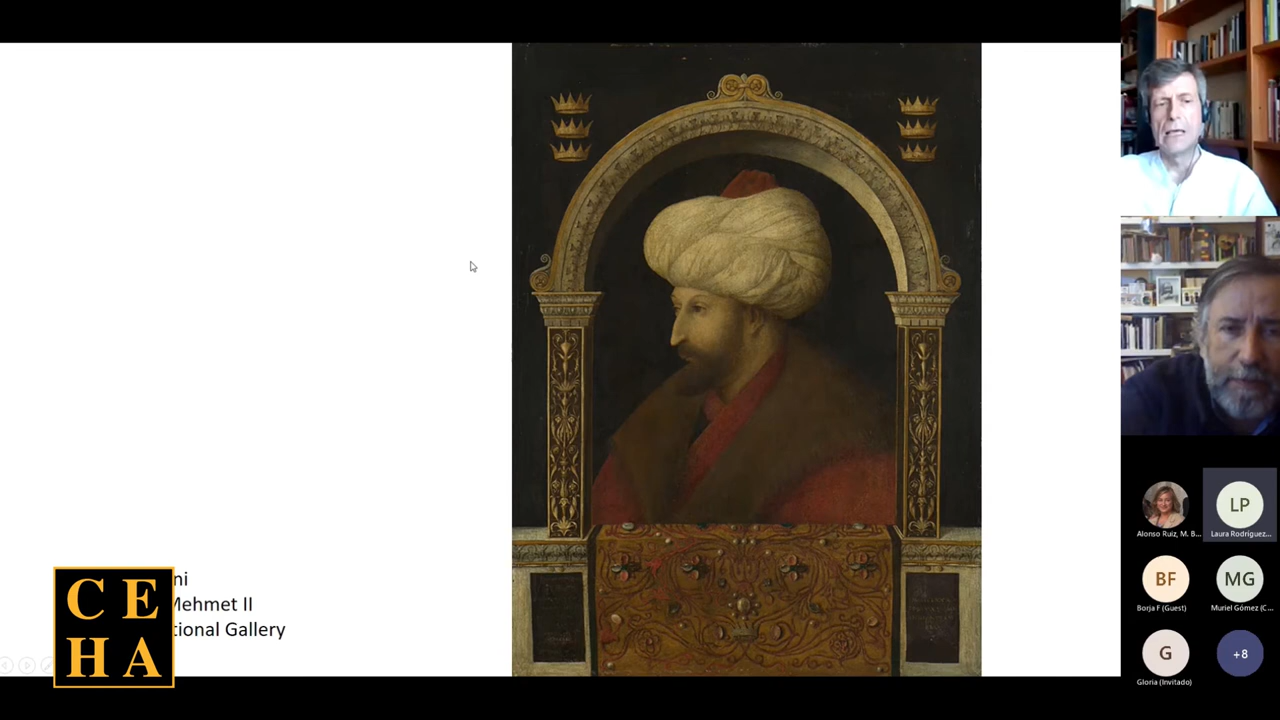 ni
Mehmet II
tional Gallery
C E
H A
Alonso Ruiz, M. B...
LP
Laura Rodríguez...
BF
Borja F (Guest)
MG
Muriel Gómez (C...
G
Gloria (Invitado)
+8